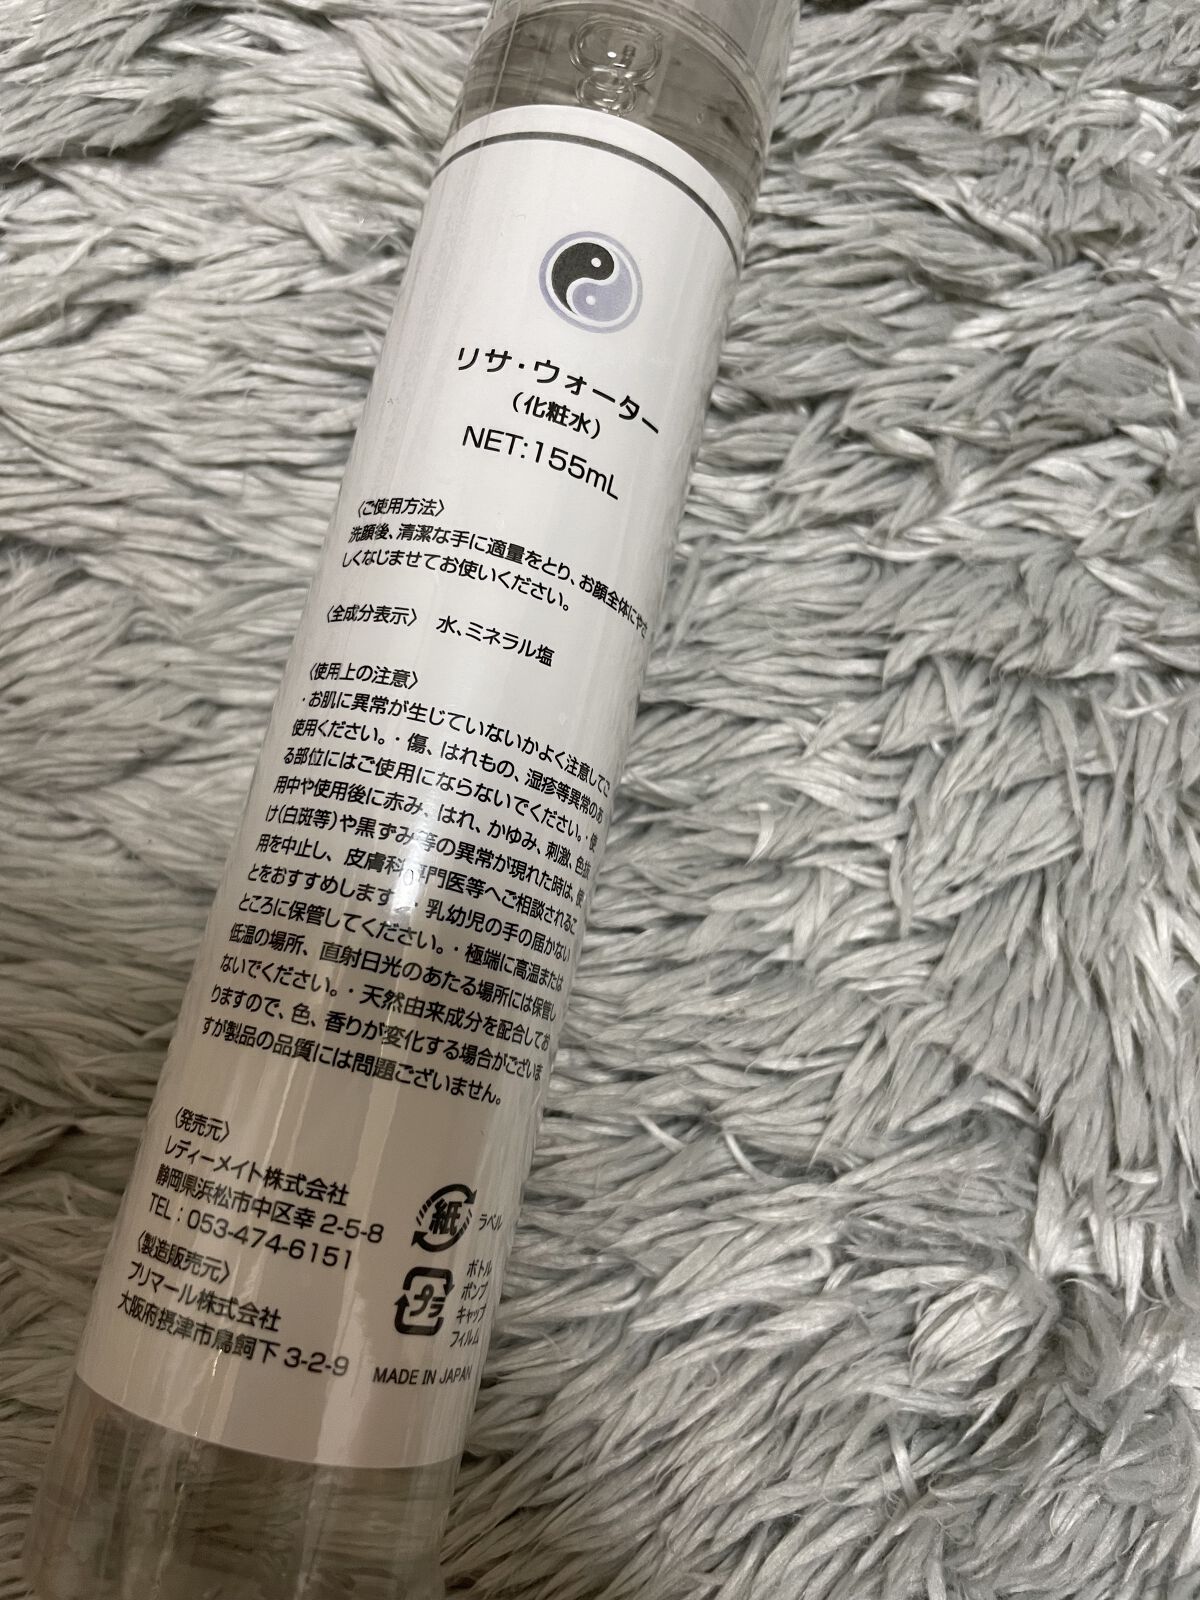 リサ・ウォーター
(化粧水)
NET:155mL
〈ご使用方法〉
洗顔後、清潔な手に適量をとり、お顔全体にやさ
しくなじませてお使いください。
〈全成分表示〉 水、ミネラル塩
〈使用上の注意〉
・お肌に異常が生じていないかよく注意してご
使用ください。・傷、はれもの、湿疹等異常のあ
る部位にはご使用にならないでください。・使
用中や使用後に赤み、はれ、かゆみ、刺激、色抜
け(白斑等)や黒ずみ等の異常が現れた時は、使
用を中止し、皮膚科専門医等へご相談されるこ
とをおすすめします。・乳幼児の手の届かない
ところに保管してください。・極端に高温または
低温の場所、直射日光のあたる場所には保管し
ないでください。・天然由来成分を配合してお
りますので、色、香りが変化する場合がございま
すが製品の品質には問題ございません。
〈発売元〉
レディーメイト株式会社
静岡県浜松市中区幸 2-5-8
TEL : 053-474-6151
〈製造販売元〉
プリマール株式会社
大阪府摂津市鳥飼下 3-2-9
紙 ラベル
プラ
ボトル
ポンプ
キャップ
フィルム
MADE IN JAPAN